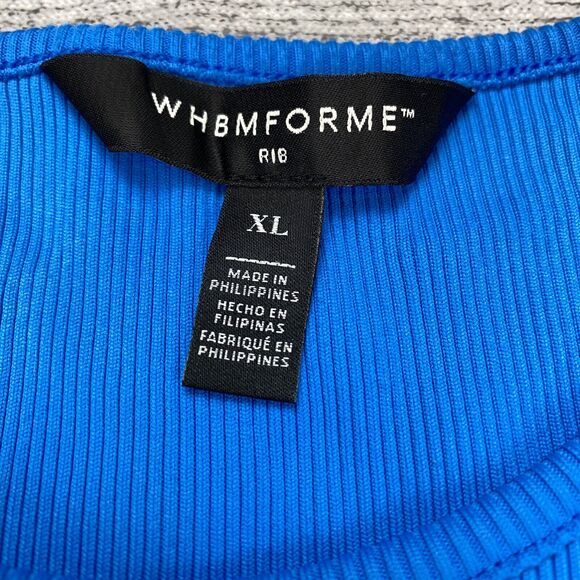 WHBMFORME™
RIB
XL
MADE IN
PHILIPPINES
HECHO EN
FILIPINAS
FABRIQUÉ EN
PHILIPPINES